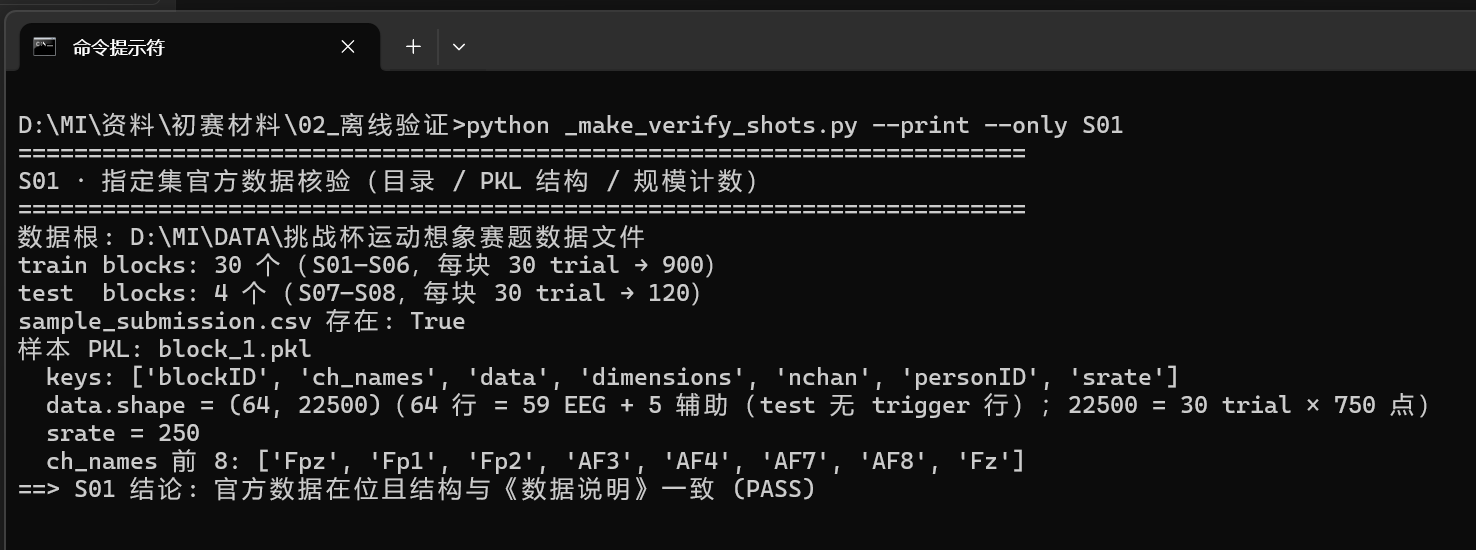 命令提示符
D:\MI\资料\初赛材料\02_离线验证>python _make_verify_shots.py --print --only S01
========================================================================
S01 · 指定集官方数据核验（目录 / PKL 结构 / 规模计数）
========================================================================
数据根: D:\MI\DATA\挑战杯运动想象赛题数据文件
train blocks: 30 个（S01–S06，每块 30 trial → 900）
test  blocks: 4 个（S07–S08，每块 30 trial → 120）
sample_submission.csv 存在: True
样本 PKL: block_1.pkl
  keys: ['blockID', 'ch_names', 'data', 'dimensions', 'nchan', 'personID', 'srate']
  data.shape = (64, 22500)（64 行 = 59 EEG + 5 辅助（test 无 trigger 行）; 22500 = 30 trial × 750 点）
  srate = 250
  ch_names 前 8: ['Fpz', 'Fp1', 'Fp2', 'AF3', 'AF4', 'AF7', 'AF8', 'Fz']
==> S01 结论: 官方数据在位且结构与《数据说明》一致 (PASS)